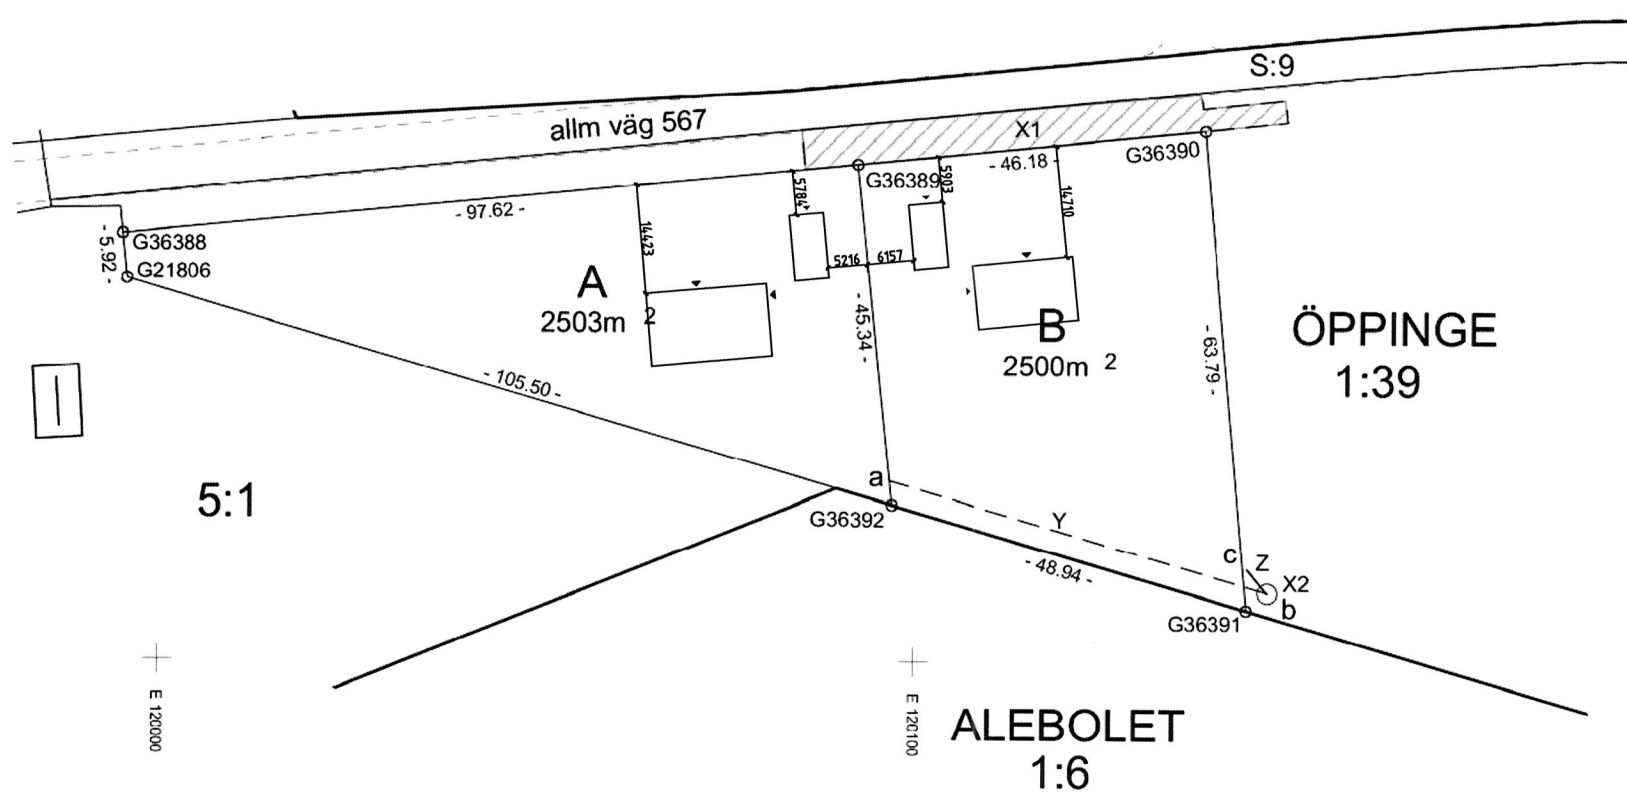 S:9
allm väg 567
X1
G36390
- 46.18 -
G36389
5903
5784
14710
- 97.62 -
14423
G36388
- 5.92 -
G21806
5216
6157
A
2503m 2
- 45.34 -
B
2500m 2
- 63.79 -
ÖPPINGE
1:39
- 105.50 -
5:1
a
G36392
Y
- 48.94 -
c
Z
X2
b
G36391
E 120000
E 120100
ALEBOLET
1:6